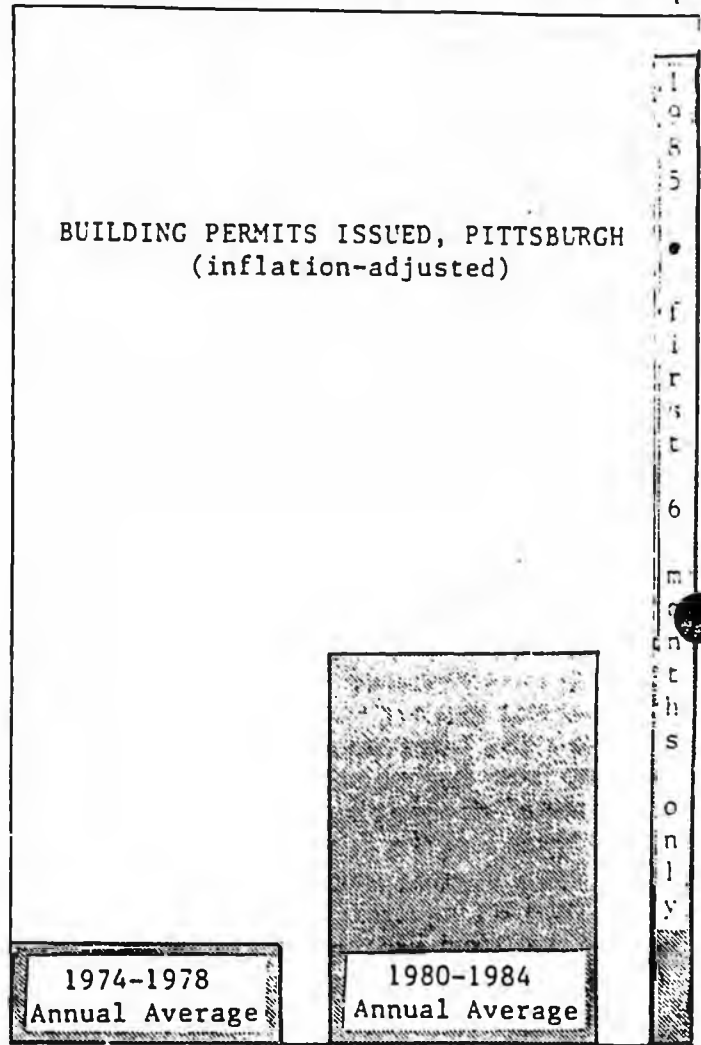 BUILDING PERMITS ISSUED, PITTSBURGH
(inflation-adjusted)
1985 • first 6 months only
1974-1978
Annual Average
1980-1984
Annual Average